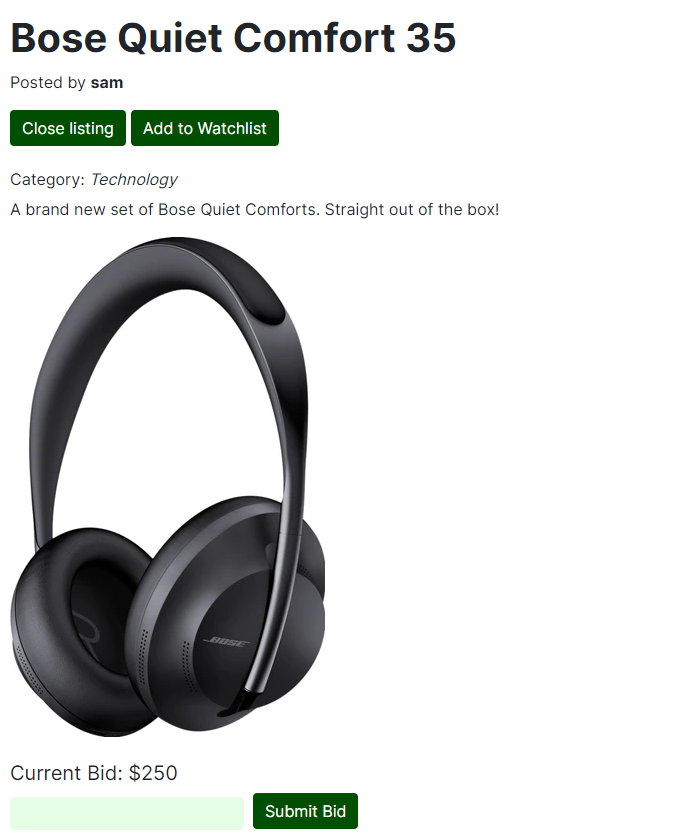 Bose Quiet Comfort 35
Posted by sam
Close listing Add to Watchlist
Category: Technology
A brand new set of Bose Quiet Comforts. Straight out of the box!
BOSE
Current Bid: $250
Submit Bid